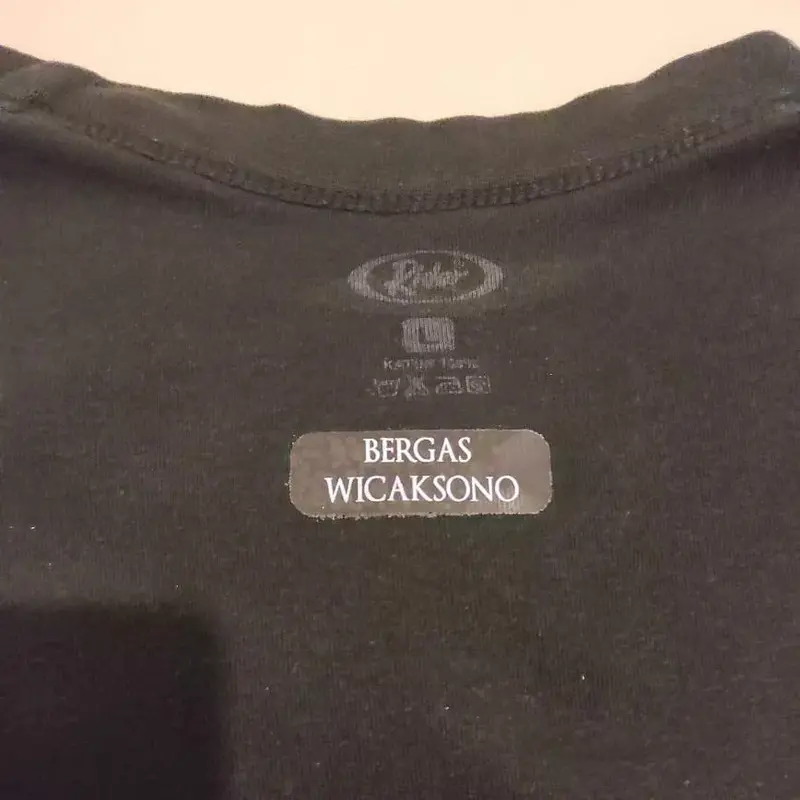 Rider
L
BERGAS
WICAKSONO